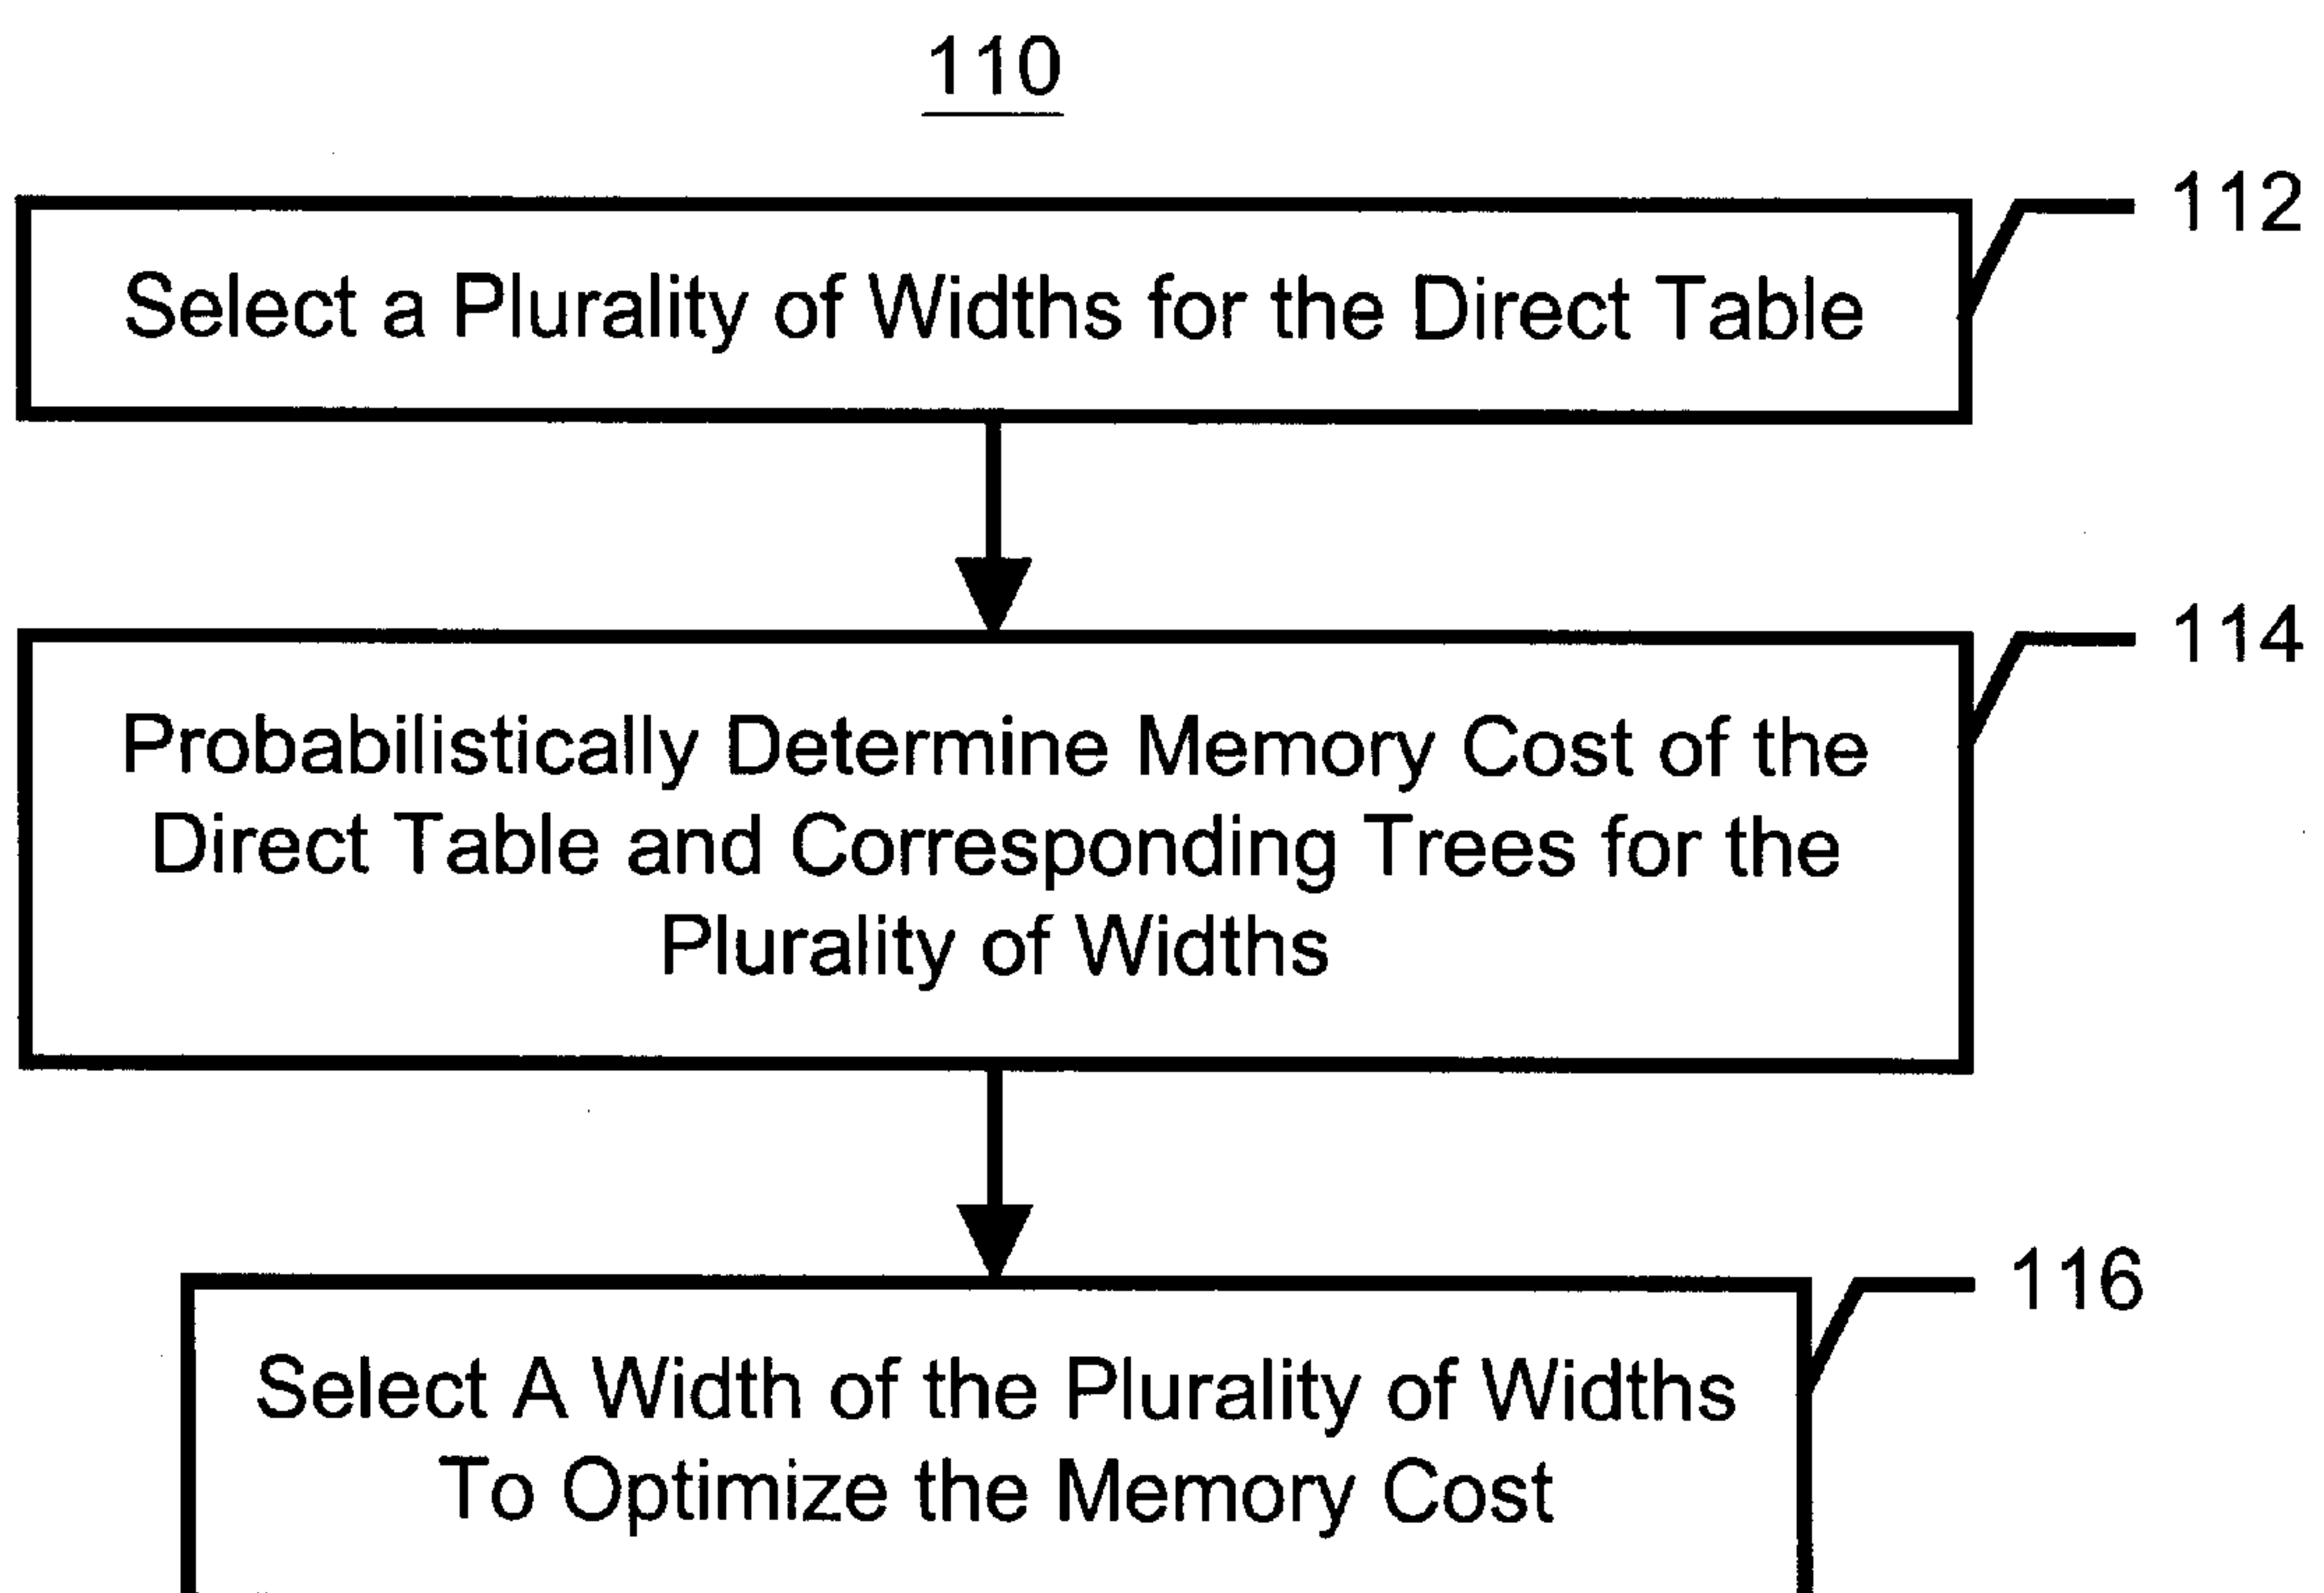 110
112
Select a Plurality of Widths for the Direct Table
114
Probabilistically Determine Memory Cost of the
Direct Table and Corresponding Trees for the
Plurality of Widths
116
Select A Width of the Plurality of Widths
To Optimize the Memory Cost